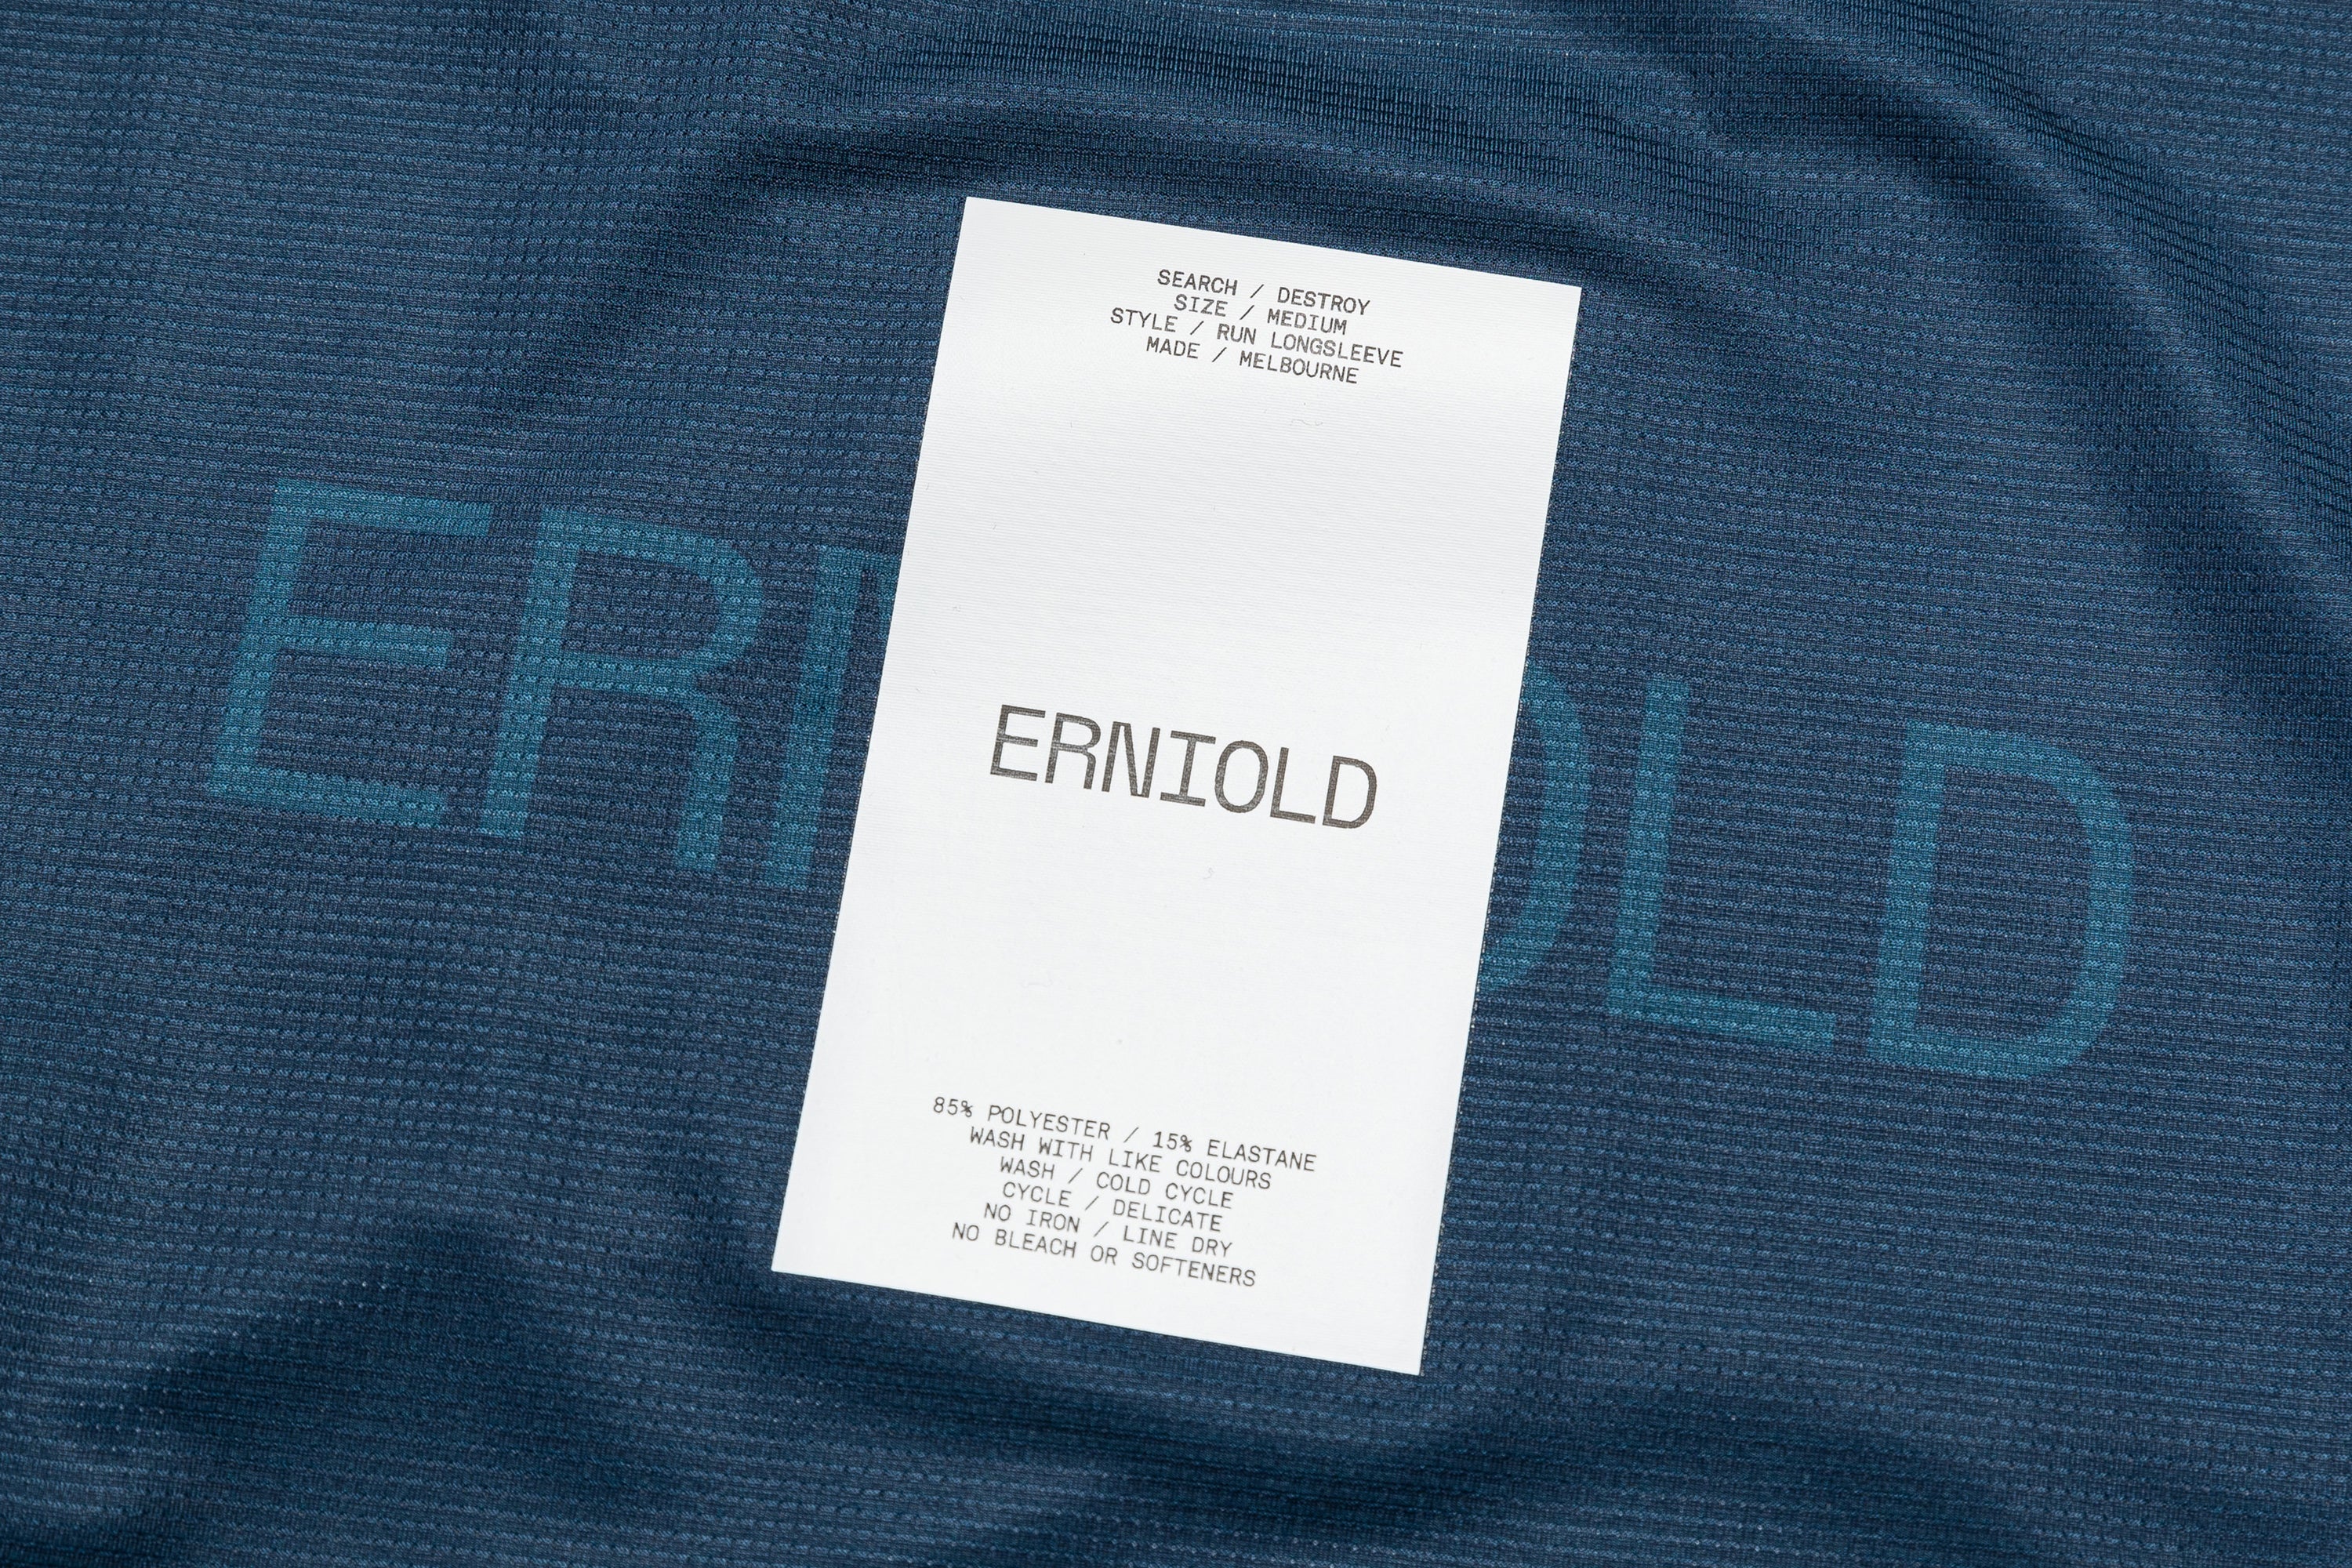 SEARCH / DESTROY
SIZE / MEDIUM
STYLE / RUN LONGSLEEVE
MADE / MELBOURNE
ERNIOLD
85% POLYESTER / 15% ELASTANE
WASH WITH LIKE COLOURS
WASH / COLD CYCLE
CYCLE / DELICATE
NO IRON / LINE DRY
NO BLEACH OR SOFTENERS